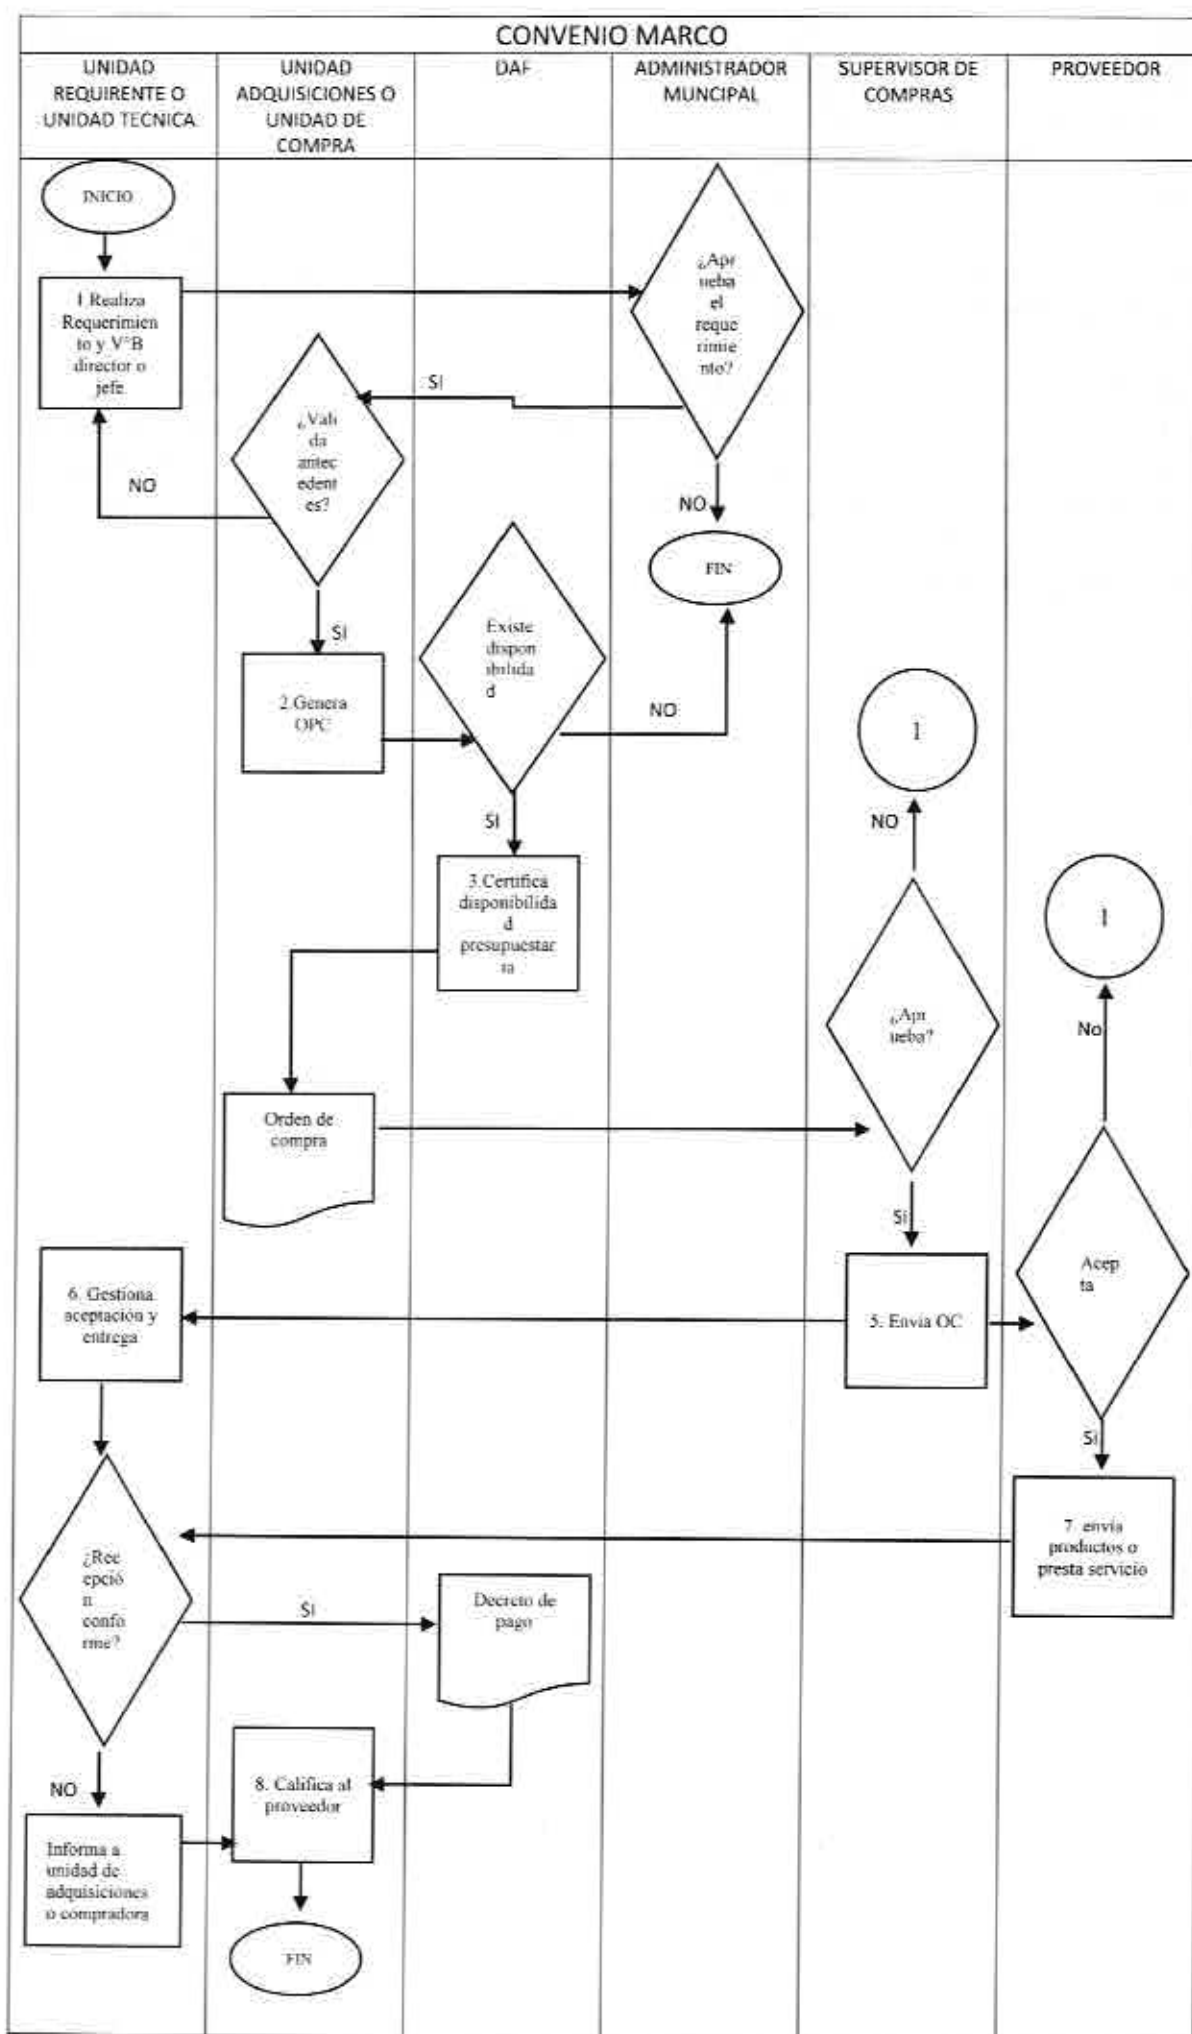 CONVENIO MARCO
UNIDAD
REQUIRENTE O
UNIDAD TECNICA
UNIDAD
ADQUISICIONES O
UNIDAD DE
COMPRA
DAF
ADMINISTRADOR
MUNCIPAL
SUPERVISOR DE
COMPRAS
PROVEEDOR
INICIO
1 Realiza
Requerimien
to y V°B
director o
jefe
¿Apr
ueba
el
reque
rimie
nto?
SI
NO
FIN
¿Vali
da
antec
edent
es?
NO
SI
2.Genera
OPC
Existe
dispon
ibilida
d
NO
SI
3.Certifica
disponibilida
d
presupuestar
ia
1
NO
¿Apr
ueba?
Si
1
No
Orden de
compra
Acep
ta
Si
6. Gestiona
aceptación y
entrega
5. Envia OC
7. envia
productos o
presta servicio
¿Rec
epció
n
confo
rme?
SI
NO
Decreto de
pago
8. Califica al
proveedor
Informa a
unidad de
adquisiciones
o compradora
FIN